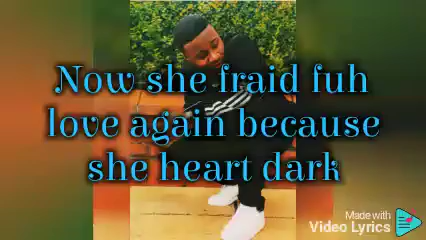 Now she fraid fuh
love again because
she heart dark
Made with
Video Lyrics